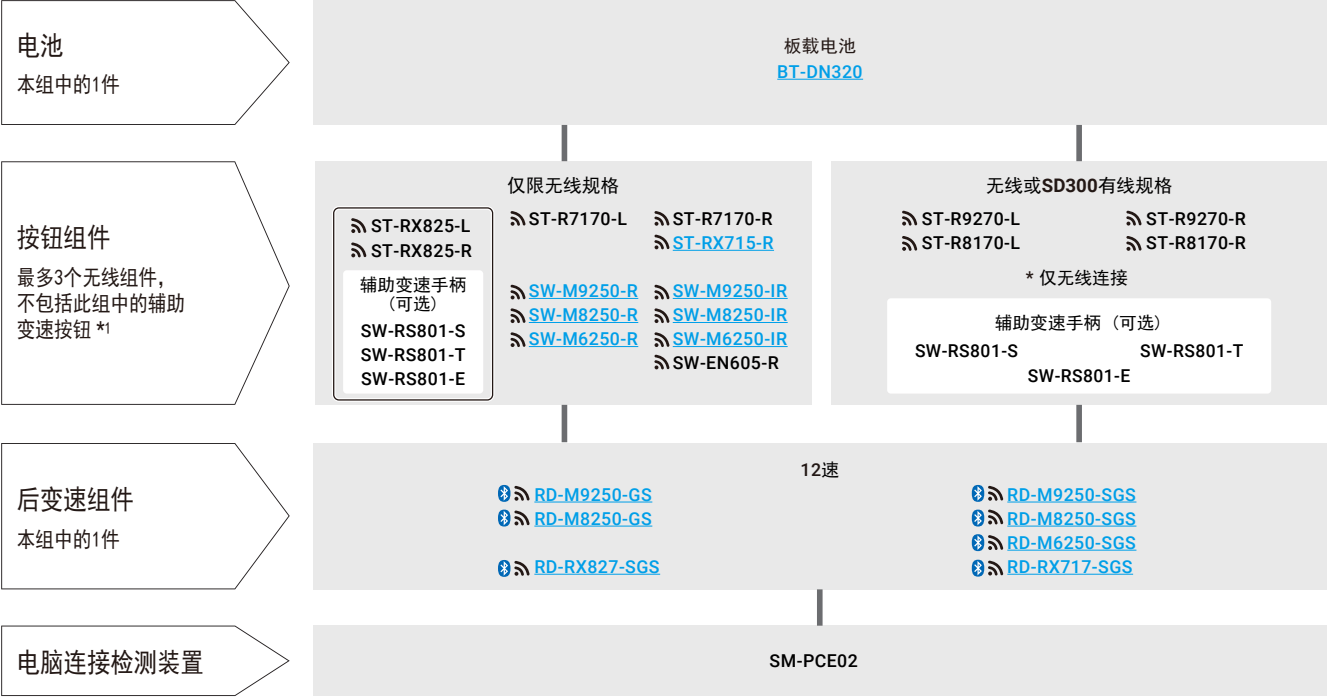 电池
本组中的1件
板载电池
BT-DN320
按钮组件
最多3个无线组件，
不包括此组中的辅助
变速按钮 *1
仅限无线规格
ST-RX825-L
ST-RX825-R
辅助变速手柄
（可选）
SW-RS801-S
SW-RS801-T
SW-RS801-E
ST-R7170-L ST-R7170-R
ST-RX715-R
SW-M9250-R SW-M9250-IR
SW-M8250-R SW-M8250-IR
SW-M6250-R SW-M6250-IR
SW-EN605-R
无线或SD300有线规格
ST-R9270-L ST-R9270-R
ST-R8170-L ST-R8170-R
* 仅无线连接
辅助变速手柄（可选）
SW-RS801-S SW-RS801-T
SW-RS801-E
后变速组件
本组中的1件
12速
RD-M9250-GS RD-M9250-SGS
RD-M8250-GS RD-M8250-SGS
RD-M6250-SGS
RD-RX827-SGS RD-RX717-SGS
电脑连接检测装置
SM-PCE02